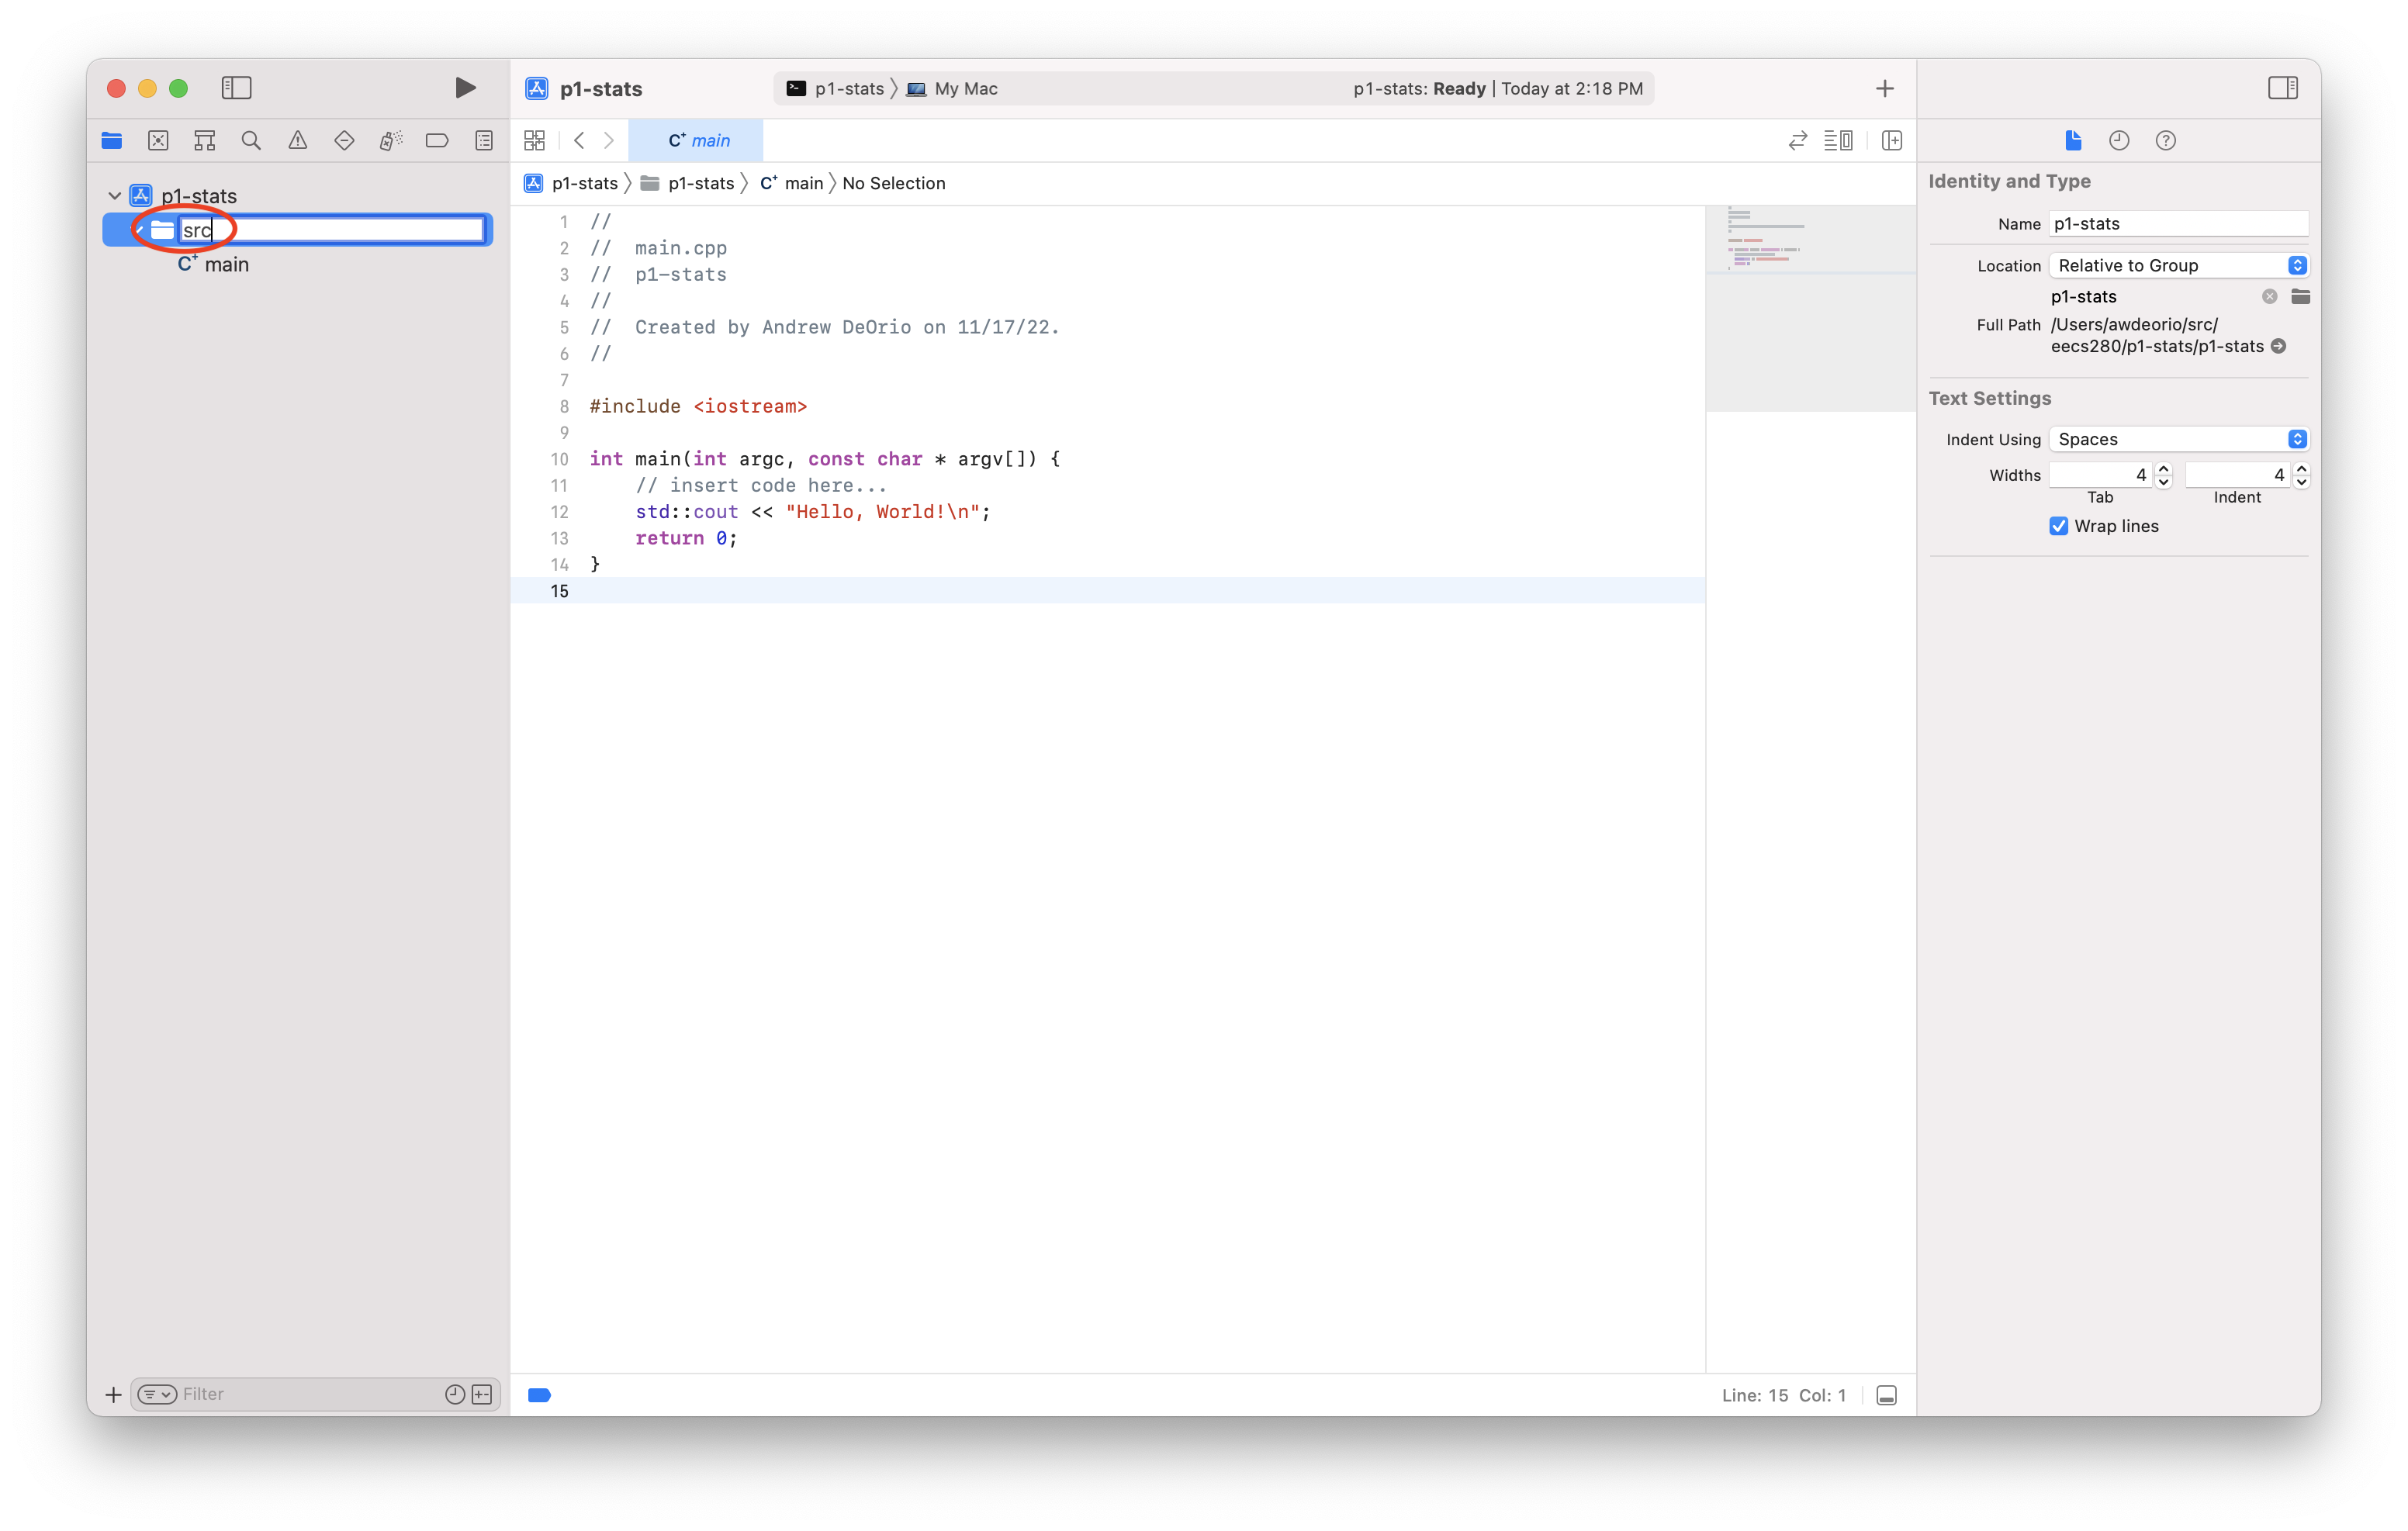 p1-stats
p1-stats My Mac p1-stats: Ready | Today at 2:18 PM
C+ main
p1-stats
src
C+ main
Filter
p1-stats p1-stats C+ main No Selection
1 //
2 //  main.cpp
3 //  p1-stats
4 //
5 //  Created by Andrew DeOrio on 11/17/22.
6 //
7
8 #include <iostream>
9
10 int main(int argc, const char * argv[]) {
11     // insert code here...
12     std::cout << "Hello, World!\n";
13     return 0;
14 }
15
Line: 15 Col: 1
Identity and Type
Name p1-stats
Location Relative to Group
p1-stats
Full Path /Users/awdeorio/src/
eecs280/p1-stats/p1-stats
Text Settings
Indent Using Spaces
Widths 4 4
Tab Indent
Wrap lines